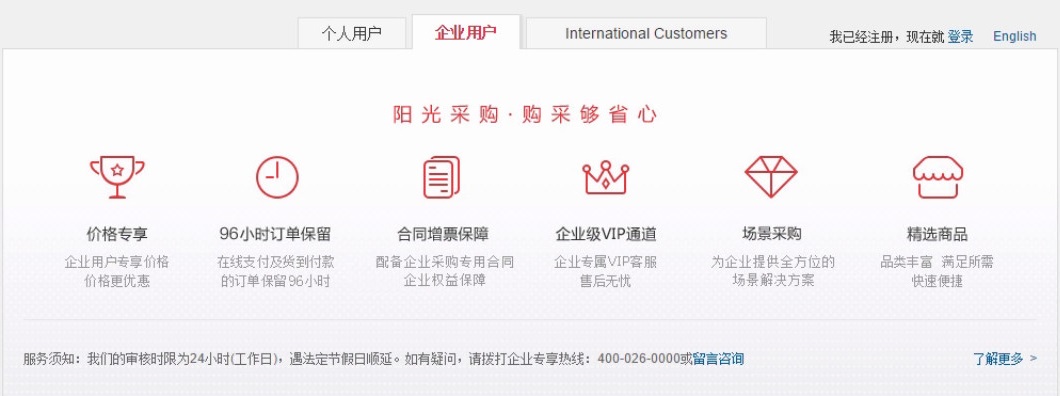 个人用户 企业用户 International Customers 我已经注册，现在就 登录 English
阳光采购·购采够省心
价格专享 96小时订单保留 合同增票保障 企业级VIP通道 场景采购 精选商品
企业用户专享价格 在线支付及货到付款 配备企业采购专用合同 企业专属VIP客服 为企业提供全方位的 品类丰富 满足所需
价格更优惠 的订单保留96小时 企业权益保障 售后无忧 场景解决方案 快速便捷
服务须知：我们的审核时限为24小时(工作日)，遇法定节假日顺延。如有疑问，请拨打企业专享热线：400-026-0000或留言咨询 了解更多 >